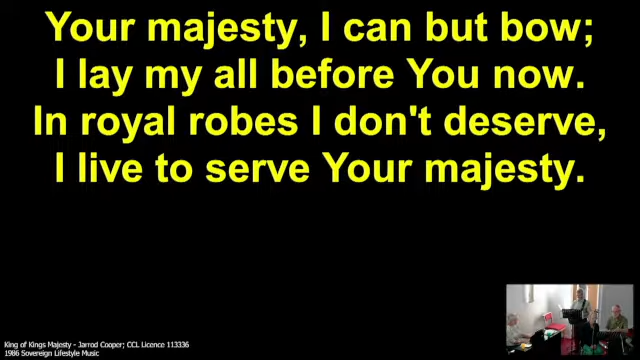 Your majesty, I can but bow;
I lay my all before You now.
In royal robes I don't deserve,
I live to serve Your majesty.
King of Kings Majesty - Jarrod Cooper; CCL Licence 113336
1986 Sovereign Lifestyle Music